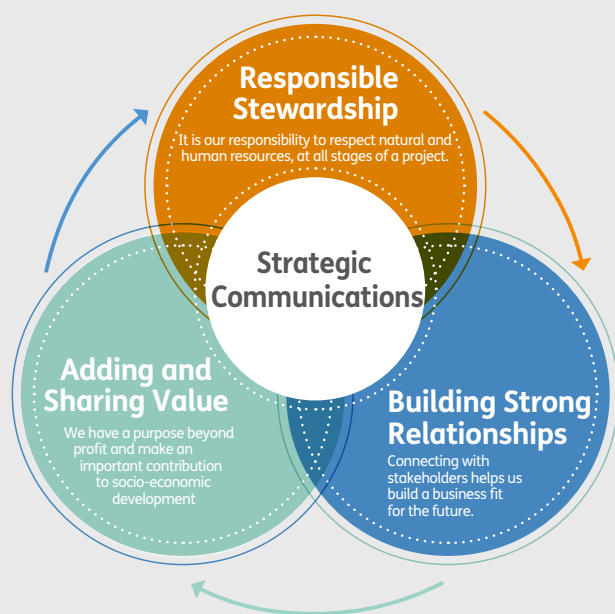 Responsible
Stewardship
It is our responsibility to respect natural and
human resources, at all stages of a project.
Strategic
Communications
Adding and
Sharing Value
We have a purpose beyond
profit and make an
important contribution
to socio-economic
development
Building Strong
Relationships
Connecting with
stakeholders helps us
build a business fit
for the future.